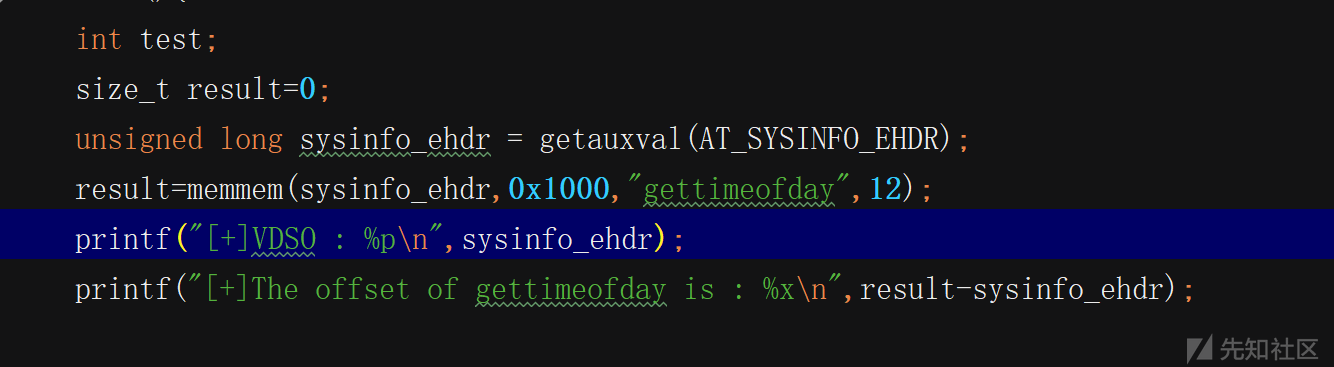 int test;
size_t result=0;
unsigned long sysinfo_ehdr = getauxval(AT_SYSINFO_EHDR);
result=memmem(sysinfo_ehdr,0x1000,"gettimeofday",12);
printf("[+]VDSO : %p\n",sysinfo_ehdr);
printf("[+]The offset of gettimeofday is : %x\n",result-sysinfo_ehdr);
先知社区